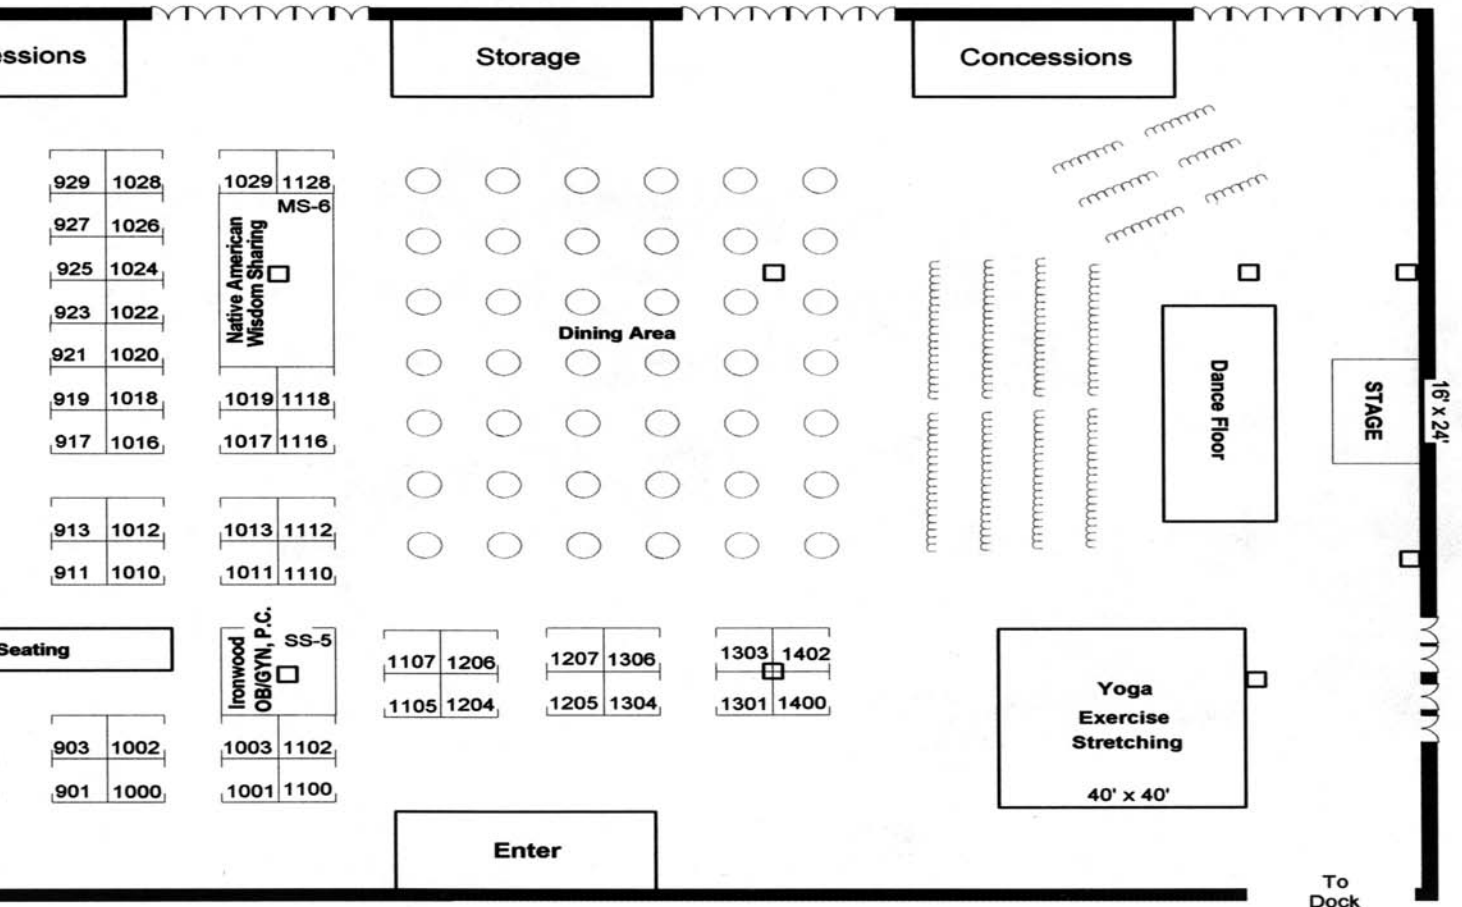 essions
Storage
Concessions
929 1028
1029 1128
MS-6
Native American
Wisdom Sharing
927 1026
925 1024
923 1022
921 1020
919 1018
917 1016
1019 1118
1017 1116
Dining Area
Dance Floor
STAGE
16' x 24'
913 1012
911 1010
1013 1112
1011 1110
Seating
Ironwood
OB/GYN, P.C.
SS-5
1107 1206
1105 1204
1207 1306
1205 1304
1303 1402
1301 1400
Yoga
Exercise
Stretching
40' x 40'
903 1002
901 1000
1003 1102
1001 1100
Enter
To
Dock